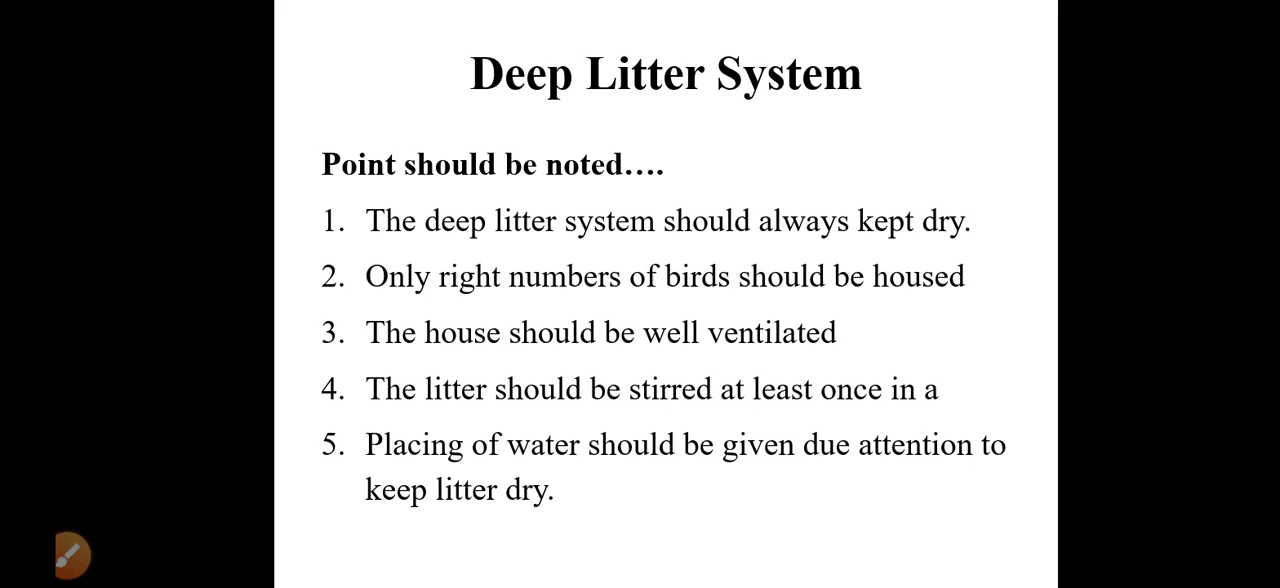 Deep Litter System
Point should be noted….
1. The deep litter system should always kept dry.
2. Only right numbers of birds should be housed
3. The house should be well ventilated
4. The litter should be stirred at least once in a
5. Placing of water should be given due attention to
keep litter dry.